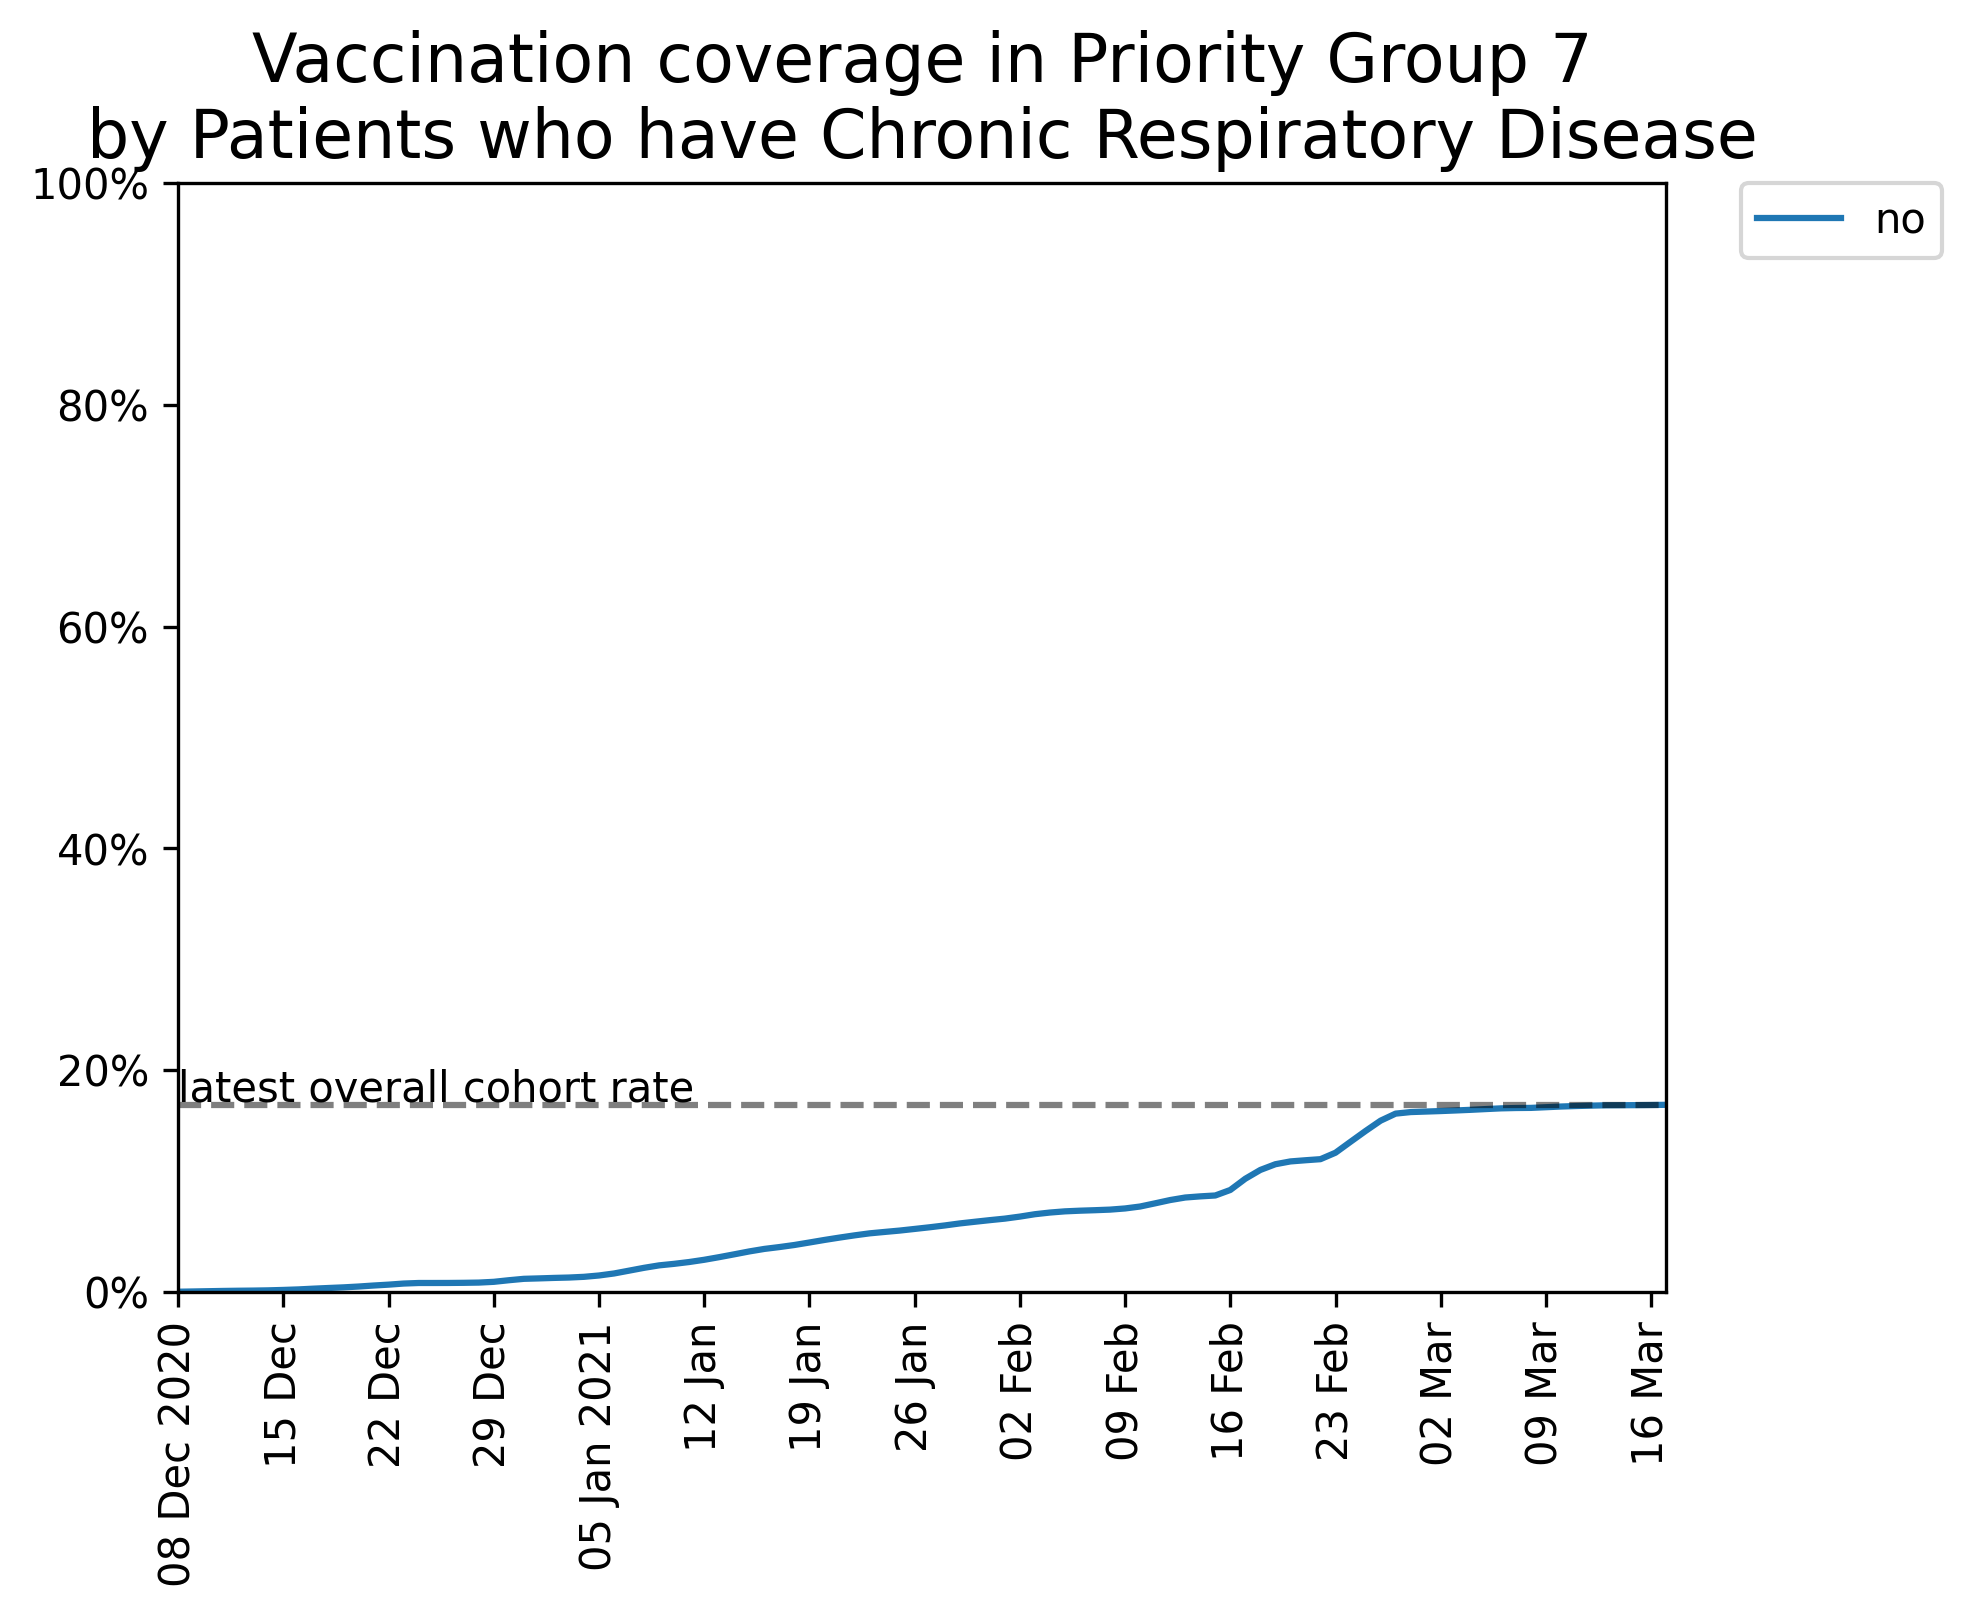 Vaccination coverage in Priority Group 7
by Patients who have Chronic Respiratory Disease
100%
80%
60%
40%
20%
0%
latest overall cohort rate
no
08 Dec 2020
15 Dec
22 Dec
29 Dec
05 Jan 2021
12 Jan
19 Jan
26 Jan
02 Feb
09 Feb
16 Feb
23 Feb
02 Mar
09 Mar
16 Mar